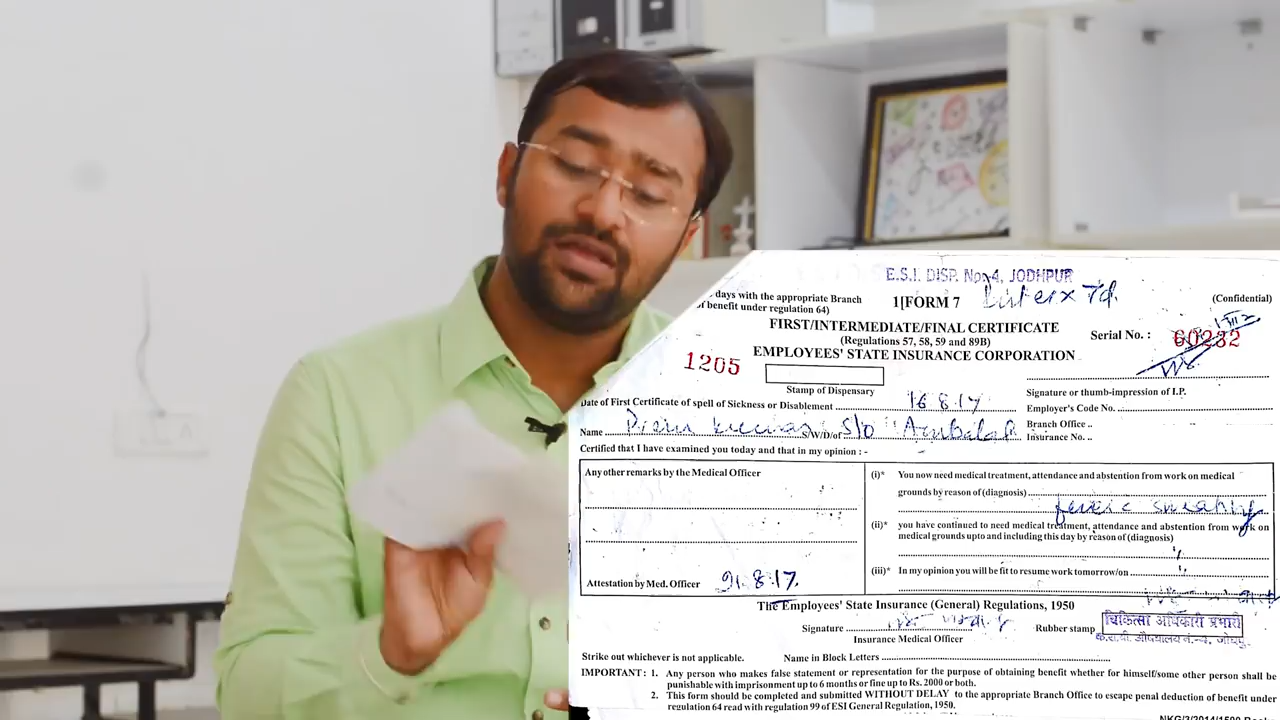 E.S.I. DISP. No. 4, JODHPUR
days with the appropriate Branch
of benefit under regulation 64)
1[FORM 7
(Confidential)
FIRST/INTERMEDIATE/FINAL CERTIFICATE
(Regulations 57, 58, 59 and 89B)
Serial No. : 60232
EMPLOYEES' STATE INSURANCE CORPORATION
1205
Stamp of Dispensary
Signature or thumb-impression of I.P.
Date of First Certificate of spell of Sickness or Disablement 16.8.17
Employer's Code No.
Branch Office
Name S/W/D/of S/o
Insurance No.
Certified that I have examined you today and that in my opinion : -
Any other remarks by the Medical Officer
(i)* You now need medical treatment, attendance and abstention from work on medical
grounds by reason of (diagnosis)
(ii)* you have continued to need medical treatment, attendance and abstention from work on
medical grounds upto and including this day by reason of (diagnosis)
(iii)* In my opinion you will be fit to resume work tomorrow/on
Attestation by Med. Officer 21.8.17.
The Employees' State Insurance (General) Regulations, 1950
Signature
Rubber stamp
चिकित्सा अधिकारी प्रभारी
Insurance Medical Officer
Strike out whichever is not applicable.
Name in Block Letters
IMPORTANT : 1. Any person who makes false statement or representation for the purpose of obtaining benefit whether for himself/some other person shall be
punishable with imprisonment up to 6 months or fine up to Rs. 2000 or both.
2. This form should be completed and submitted WITHOUT DELAY to the appropriate Branch Office to escape penal deduction of benefit under
regulation 64 read with regulation 99 of ESI General Regulation, 1950.